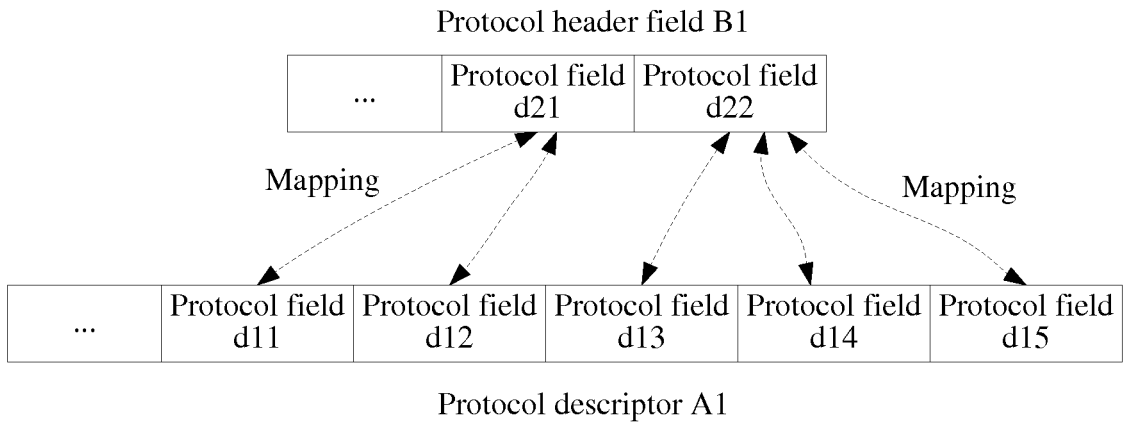 Protocol header field B1
...
Protocol field
d21
Protocol field
d22
Mapping
Mapping
...
Protocol field
d11
Protocol field
d12
Protocol field
d13
Protocol field
d14
Protocol field
d15
Protocol descriptor A1